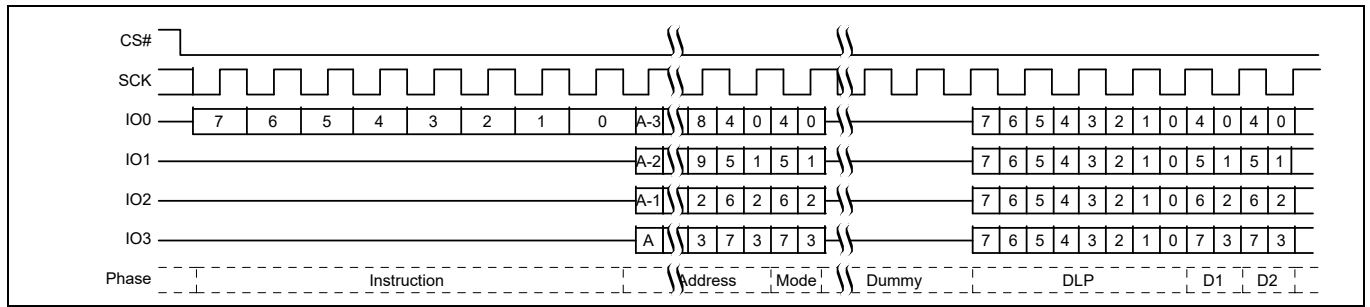 CS#
SCK
IO0 7 6 5 4 3 2 1 0 A-3 8 4 0 4 0 7 6 5 4 3 2 1 0 4 0 4 0
IO1 A-2 9 5 1 5 1 7 6 5 4 3 2 1 0 5 1 5 1
IO2 A-1 2 6 2 6 2 7 6 5 4 3 2 1 0 6 2 6 2
IO3 A 3 7 3 7 3 7 6 5 4 3 2 1 0 7 3 7 3
Phase Instruction Address Mode Dummy DLP D1 D2